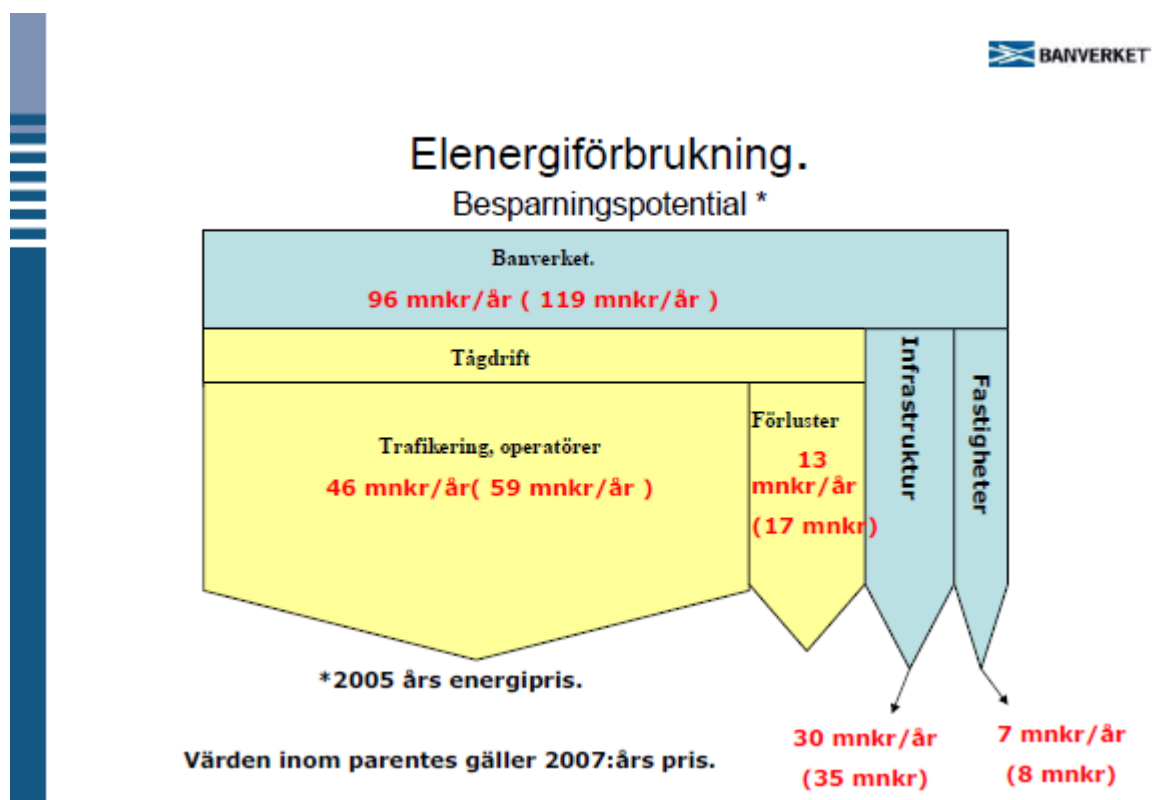 BANVERKET
Elenergiförbrukning.
Besparningspotential *
Banverket.
96 mnkr/år ( 119 mnkr/år )
Tågdrift
Trafikering, operatörer
46 mnkr/år( 59 mnkr/år )
Förluster
13
mnkr/år
(17 mnkr)
Infrastruktur
Fastigheter
*2005 års energipris.
30 mnkr/år
(35 mnkr)
7 mnkr/år
(8 mnkr)
Värden inom parentes gäller 2007:års pris.